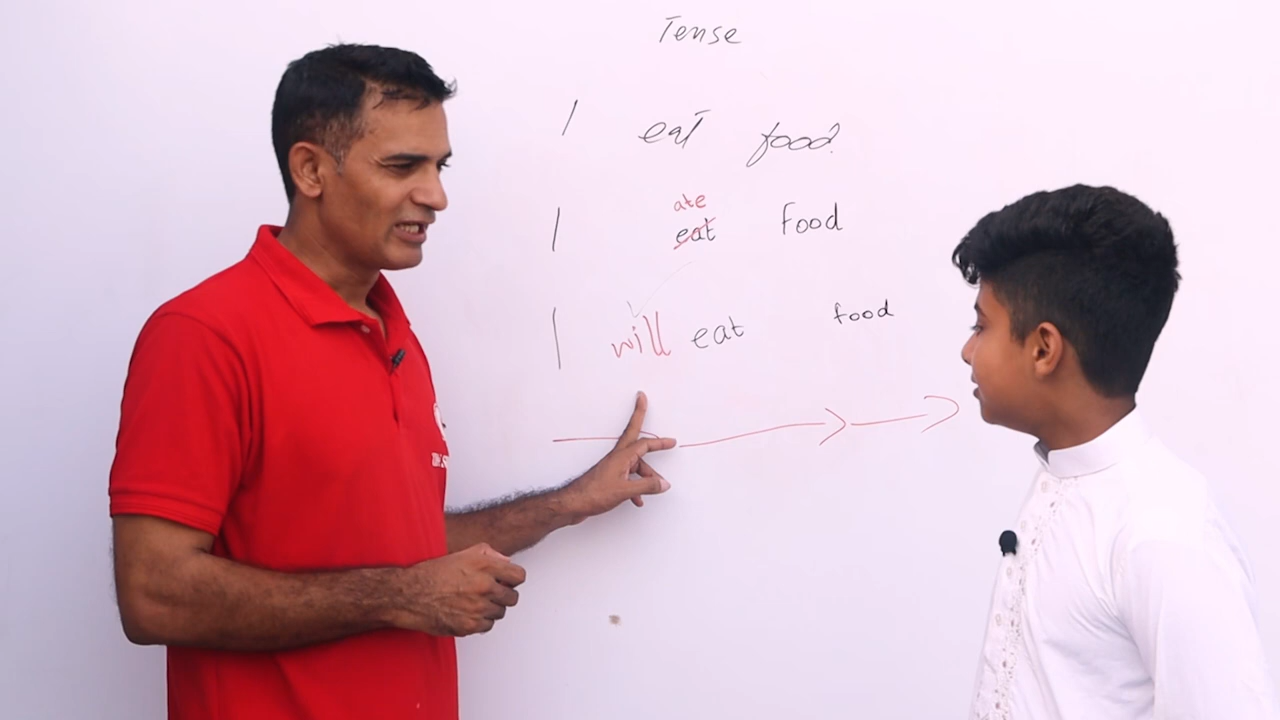 Tense
I eat food.
ate
I eat food
I will eat food